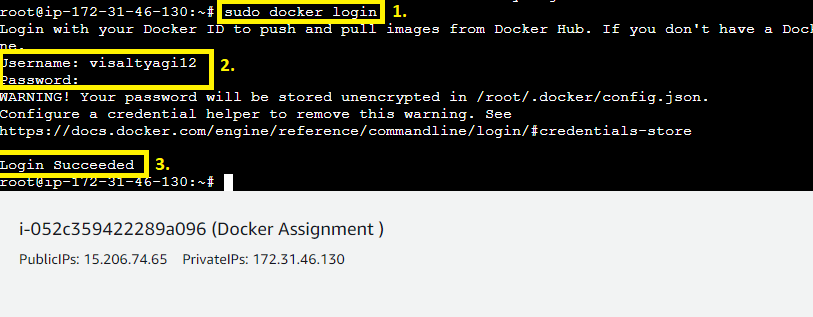 root@ip-172-31-46-130:~# sudo docker login 1.
Login with your Docker ID to push and pull images from Docker Hub. If you don't have a Dock
ne.
Username: visaltyagi12 2.
Password:
WARNING! Your password will be stored unencrypted in /root/.docker/config.json.
Configure a credential helper to remove this warning. See
https://docs.docker.com/engine/reference/commandline/login/#credentials-store
Login Succeeded 3.
root@ip-172-31-46-130:~#
i-052c359422289a096 (Docker Assignment )
PublicIPs: 15.206.74.65 PrivateIPs: 172.31.46.130